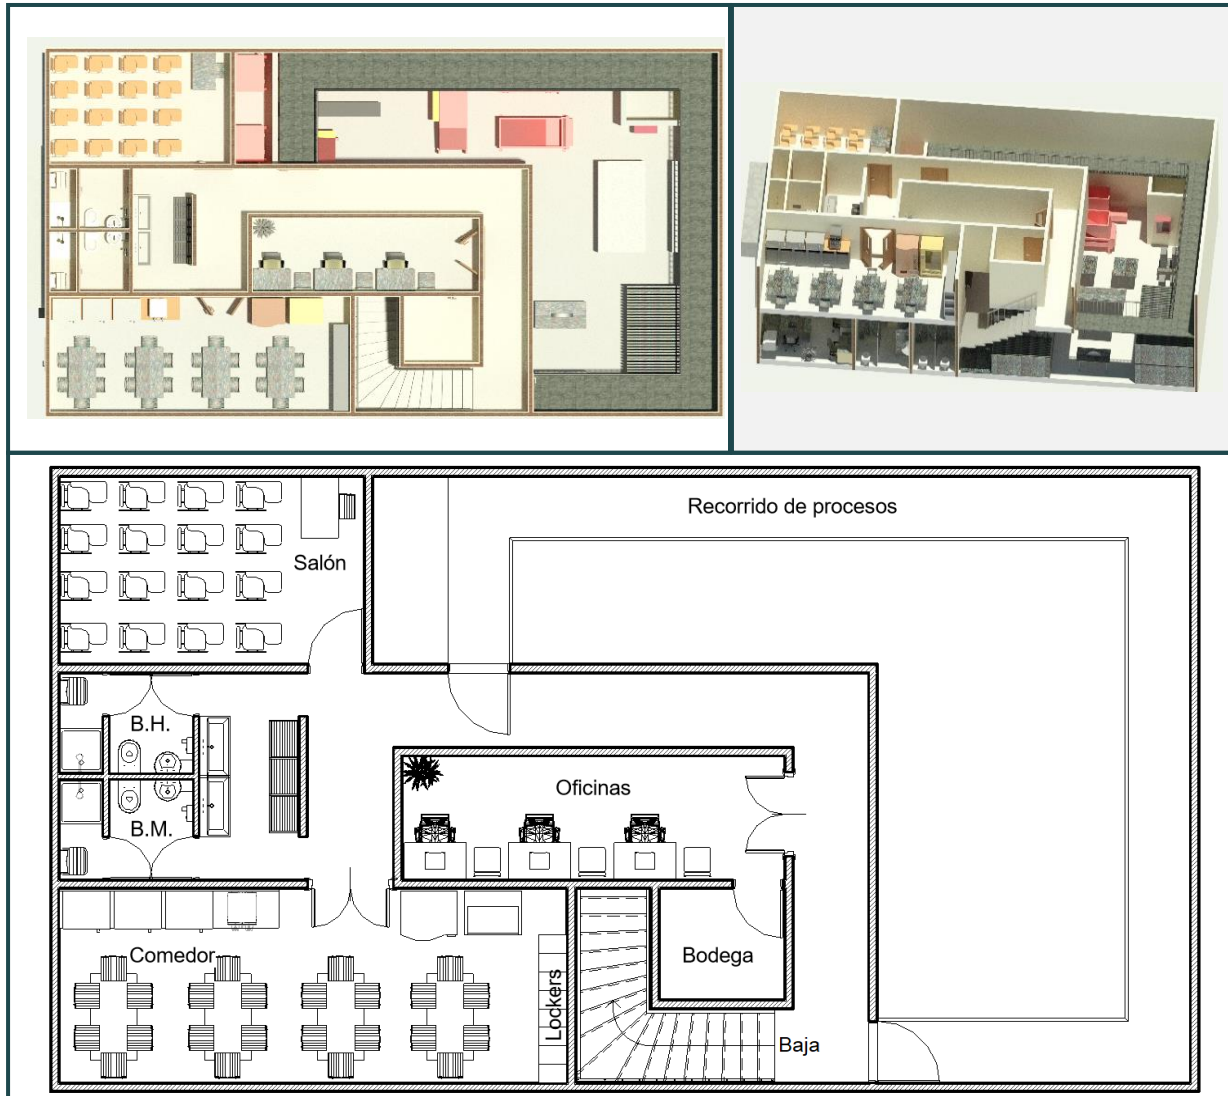 Recorrido de procesos
Salón
B.H.
Oficinas
B.M.
Comedor
Lockers
Bodega
Baja